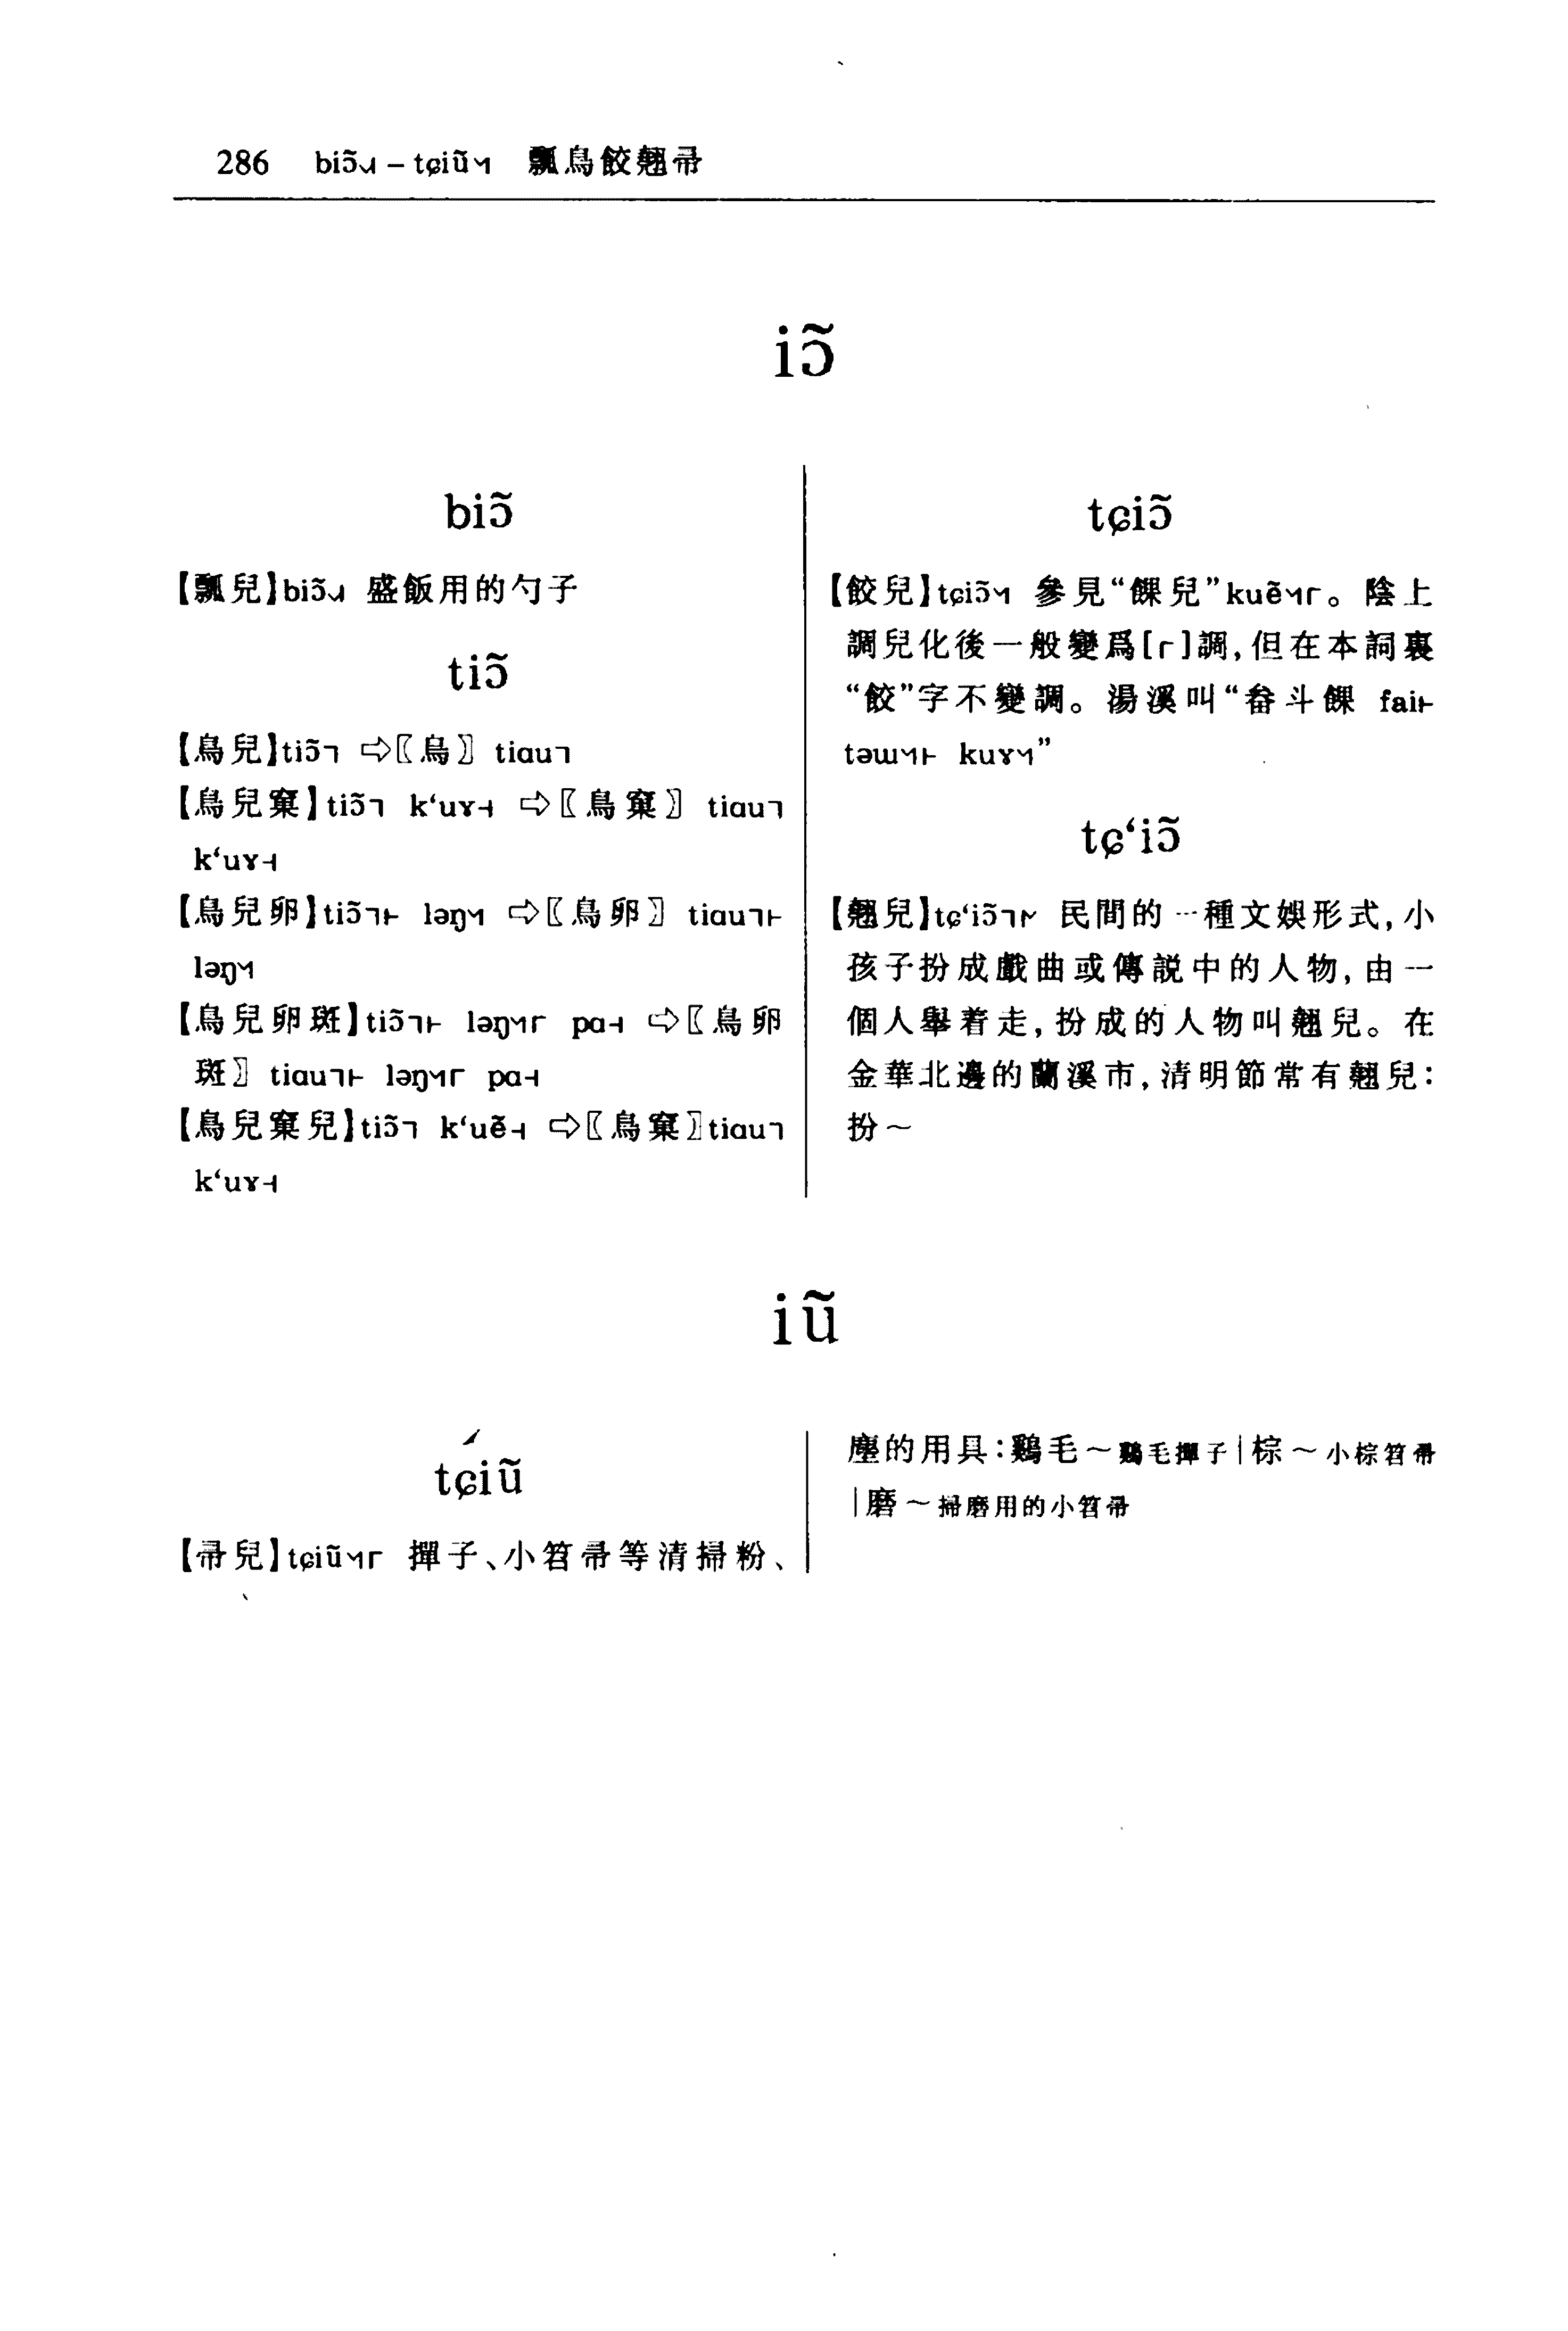 286 biɔ̃˨˩˧ – tɕiũ˥˧˥ 瓢鳥餃翹帚
iɔ̃
biɔ̃
【瓢兒】biɔ̃ 盛飯用的勺子
tiɔ̃
【鳥兒】tiɔ̃˥ ⇨〖鳥〗 tiɑu˥
【鳥兒窠】tiɔ̃˥ k‘uɤ˧ ⇨〖鳥窠〗 tiɑu˥
k‘uɤ˧
【鳥兒卵】tiɔ̃ ləŋ ⇨〖鳥卵〗 tiɑu
ləŋ
【鳥兒卵斑】tiɔ̃ ləŋ pɑ˧ ⇨〖鳥卵
斑〗 tiɑu ləŋ pɑ˧
【鳥兒窠兒】tiɔ̃˥ k‘uẽ˧ ⇨〖鳥窠〗tiɑu˥
k‘uɤ˧
tɕiɔ̃
【餃兒】tɕiɔ̃ 參見“餜兒”kuẽ。陰上
調兒化後一般變爲[꜒]調,但在本詞裏
“餃”字不變調。湯溪叫“畚斗餜 fai
təɯ kuɤ”
tɕ‘iɔ̃
【翹兒】tɕ‘iɔ̃ 民間的一種文娛形式,小
孩子扮成戲曲或傳説中的人物,由一
個人舉着走,扮成的人物叫翹兒。在
金華北邊的蘭溪市,清明節常有翹兒:
扮～
iũ
tɕiũ
【帚兒】tɕiũ 撣子、小笤帚等清掃粉、
塵的用具:鷄毛～鷄毛撣子|棕～小棕笤帚
|磨～掃磨用的小笤帚